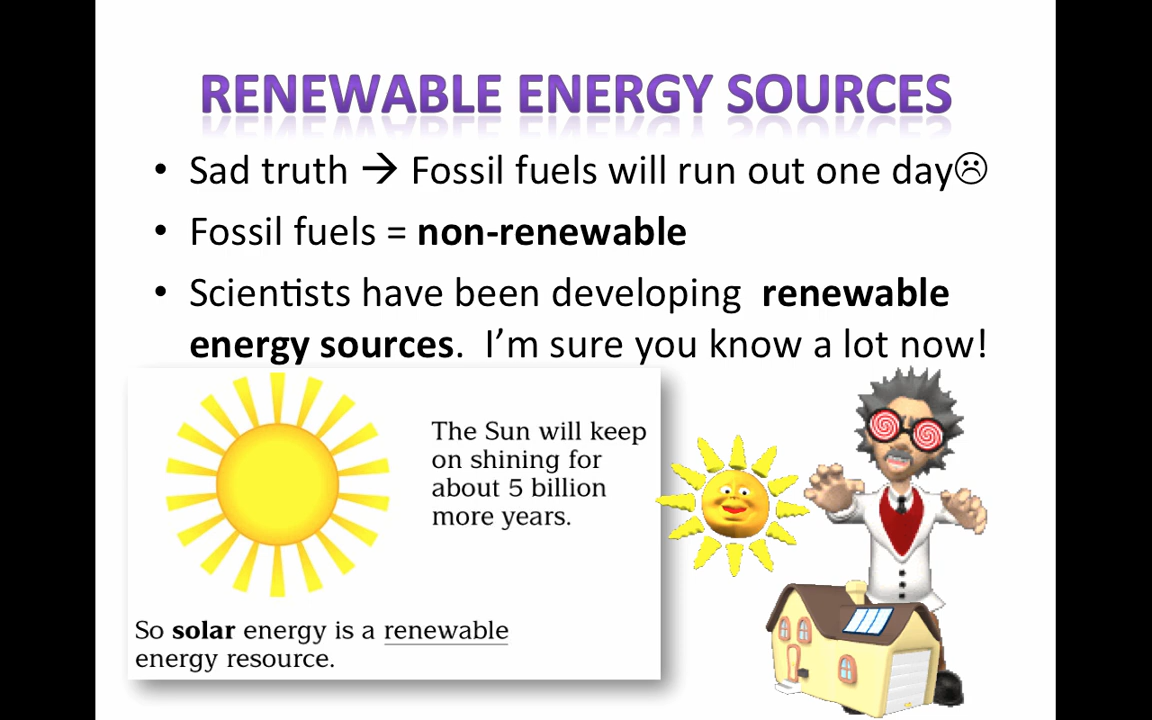 RENEWABLE ENERGY SOURCES
• Sad truth → Fossil fuels will run out one day☹
• Fossil fuels = non-renewable
• Scientists have been developing renewable
energy sources. I'm sure you know a lot now!
The Sun will keep
on shining for
about 5 billion
more years.
So solar energy is a renewable
energy resource.